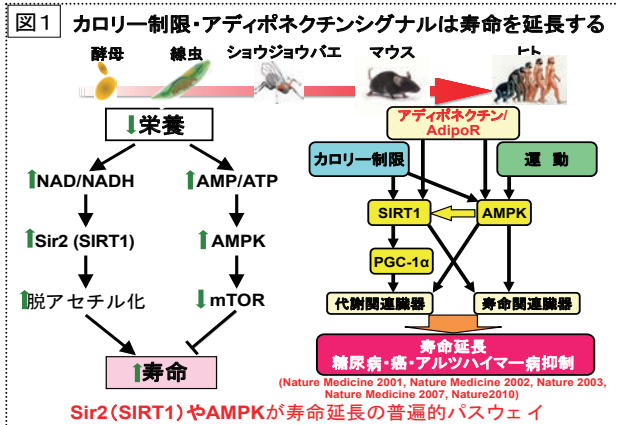 図1 カロリー制限・アディポネクチンシグナルは寿命を延長する
酵母 線虫 ショウジョウバエ マウス ヒト
↓栄養
↑NAD/NADH ↑AMP/ATP
↑Sir2 (SIRT1) ↑AMPK
↑脱アセチル化 ↓mTOR
↑寿命
アディポネクチン/
AdipoR
カロリー制限 運動
SIRT1 AMPK
PGC-1α
代謝関連臓器 寿命関連臓器
寿命延長
糖尿病・癌・アルツハイマー病抑制
(Nature Medicine 2001, Nature Medicine 2002, Nature 2003,
Nature Medicine 2007, Nature2010)
Sir2(SIRT1)やAMPKが寿命延長の普遍的パスウェイ